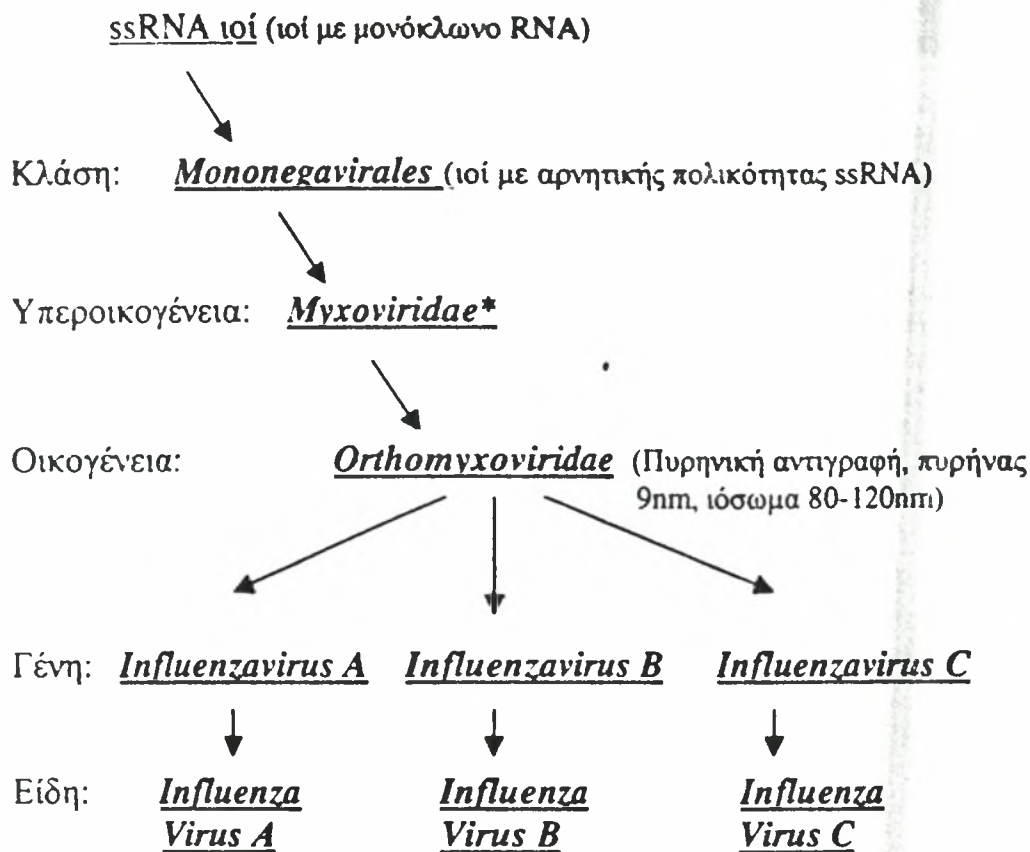 ssRNA ιοί (ιοί με μονόκλωνο RNA)
Κλάση: Mononegavirales (ιοί με αρνητικής πολικότητας ssRNA)
Υπεροικογένεια: Myxoviridae*
Οικογένεια: Orthomyxoviridae (Πυρηνική αντιγραφή, πυρήνας
9nm, ιόσωμα 80-120nm)
Γένη: Influenzavirus A Influenzavirus B Influenzavirus C
Είδη: Influenza Influenza Influenza
Virus A Virus B Virus C